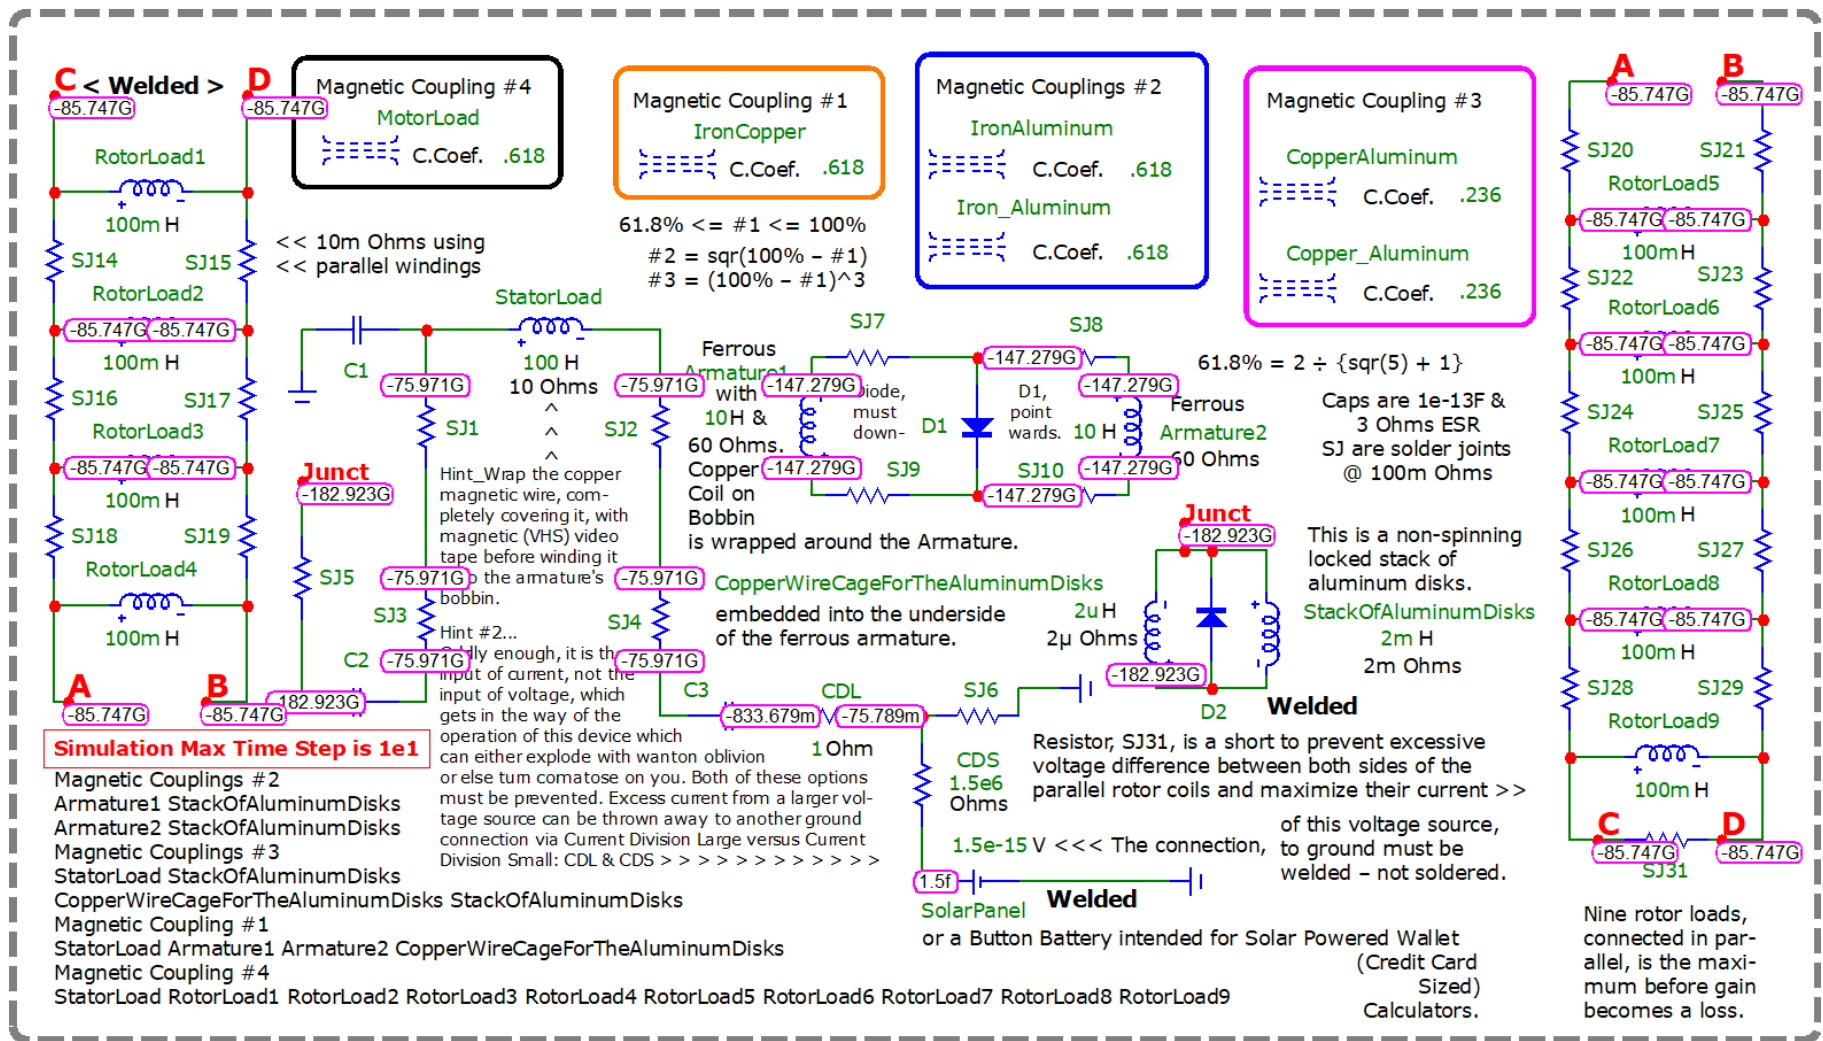 C < Welded > D
-85.747G
-85.747G
RotorLoad1
100m H
SJ14
SJ15
RotorLoad2
-85.747G
-85.747G
100m H
SJ16
SJ17
RotorLoad3
-85.747G
-85.747G
100m H
SJ18
SJ19
RotorLoad4
100m H
A
-85.747G
B
-85.747G
Magnetic Coupling #4
MotorLoad
C.Coef. .618
<< 10m Ohms using
<< parallel windings
Magnetic Coupling #1
IronCopper
C.Coef. .618
61.8% <= #1 <= 100%
#2 = sqr(100% – #1)
#3 = (100% – #1)^3
Magnetic Couplings #2
IronAluminum
C.Coef. .618
Iron_Aluminum
C.Coef. .618
Magnetic Coupling #3
CopperAluminum
C.Coef. .236
Copper_Aluminum
C.Coef. .236
A
-85.747G
B
-85.747G
SJ20
SJ21
RotorLoad5
-85.747G
-85.747G
100m H
SJ22
SJ23
RotorLoad6
-85.747G
-85.747G
100m H
SJ24
SJ25
RotorLoad7
-85.747G
-85.747G
100m H
SJ26
SJ27
RotorLoad8
-85.747G
-85.747G
100m H
SJ28
SJ29
RotorLoad9
100m H
C
-85.747G
D
-85.747G
SJ31
StatorLoad
100 H
10 Ohms
^
^
^
C1
-75.971G
-75.971G
SJ1
SJ2
Junct
-182.923G
SJ5
-75.971G
-75.971G
SJ3
SJ4
C2
-75.971G
-75.971G
182.923G
Hint_Wrap the copper
magnetic wire, com-
pletely covering it, with
magnetic (VHS) video
tape before winding it
the armature's
bobbin.
Hint #2...
enough, it is
of current, not the
input of voltage, which
gets in the way of the
operation of this device which
can either explode with wanton oblivion
or else turn comatose on you. Both of these options
must be prevented. Excess current from a larger vol-
tage source can be thrown away to another ground
connection via Current Division Large versus Current
Division Small: CDL & CDS > > > > > > > > > > > >
Ferrous
Armature1
with
10H &
60 Ohms.
Copper
Coil on
Bobbin
is wrapped around the Armature.
SJ7
SJ8
-147.279G
-147.279G
-147.279G
Diode,
must
down-
D1
D1,
point
wards.
10 H
Ferrous
Armature2
60 Ohms
-147.279G
SJ9
SJ10
-147.279G
-147.279G
61.8% = 2 ÷ {sqr(5) + 1}
Caps are 1e-13F &
3 Ohms ESR
SJ are solder joints
@ 100m Ohms
CopperWireCageForTheAluminumDisks
embedded into the underside
of the ferrous armature.
2u H
2µ Ohms
Junct
-182.923G
-182.923G
D2
Welded
This is a non-spinning
locked stack of
aluminum disks.
StackOfAluminumDisks
2m H
2m Ohms
C3
-833.679m
CDL
-75.789m
1 Ohm
SJ6
CDS
1.5e6
Ohms
Resistor, SJ31, is a short to prevent excessive
voltage difference between both sides of the
parallel rotor coils and maximize their current >>
1.5e-15 V <<< The connection,
of this voltage source,
to ground must be
welded – not soldered.
1.5f
Welded
SolarPanel
or a Button Battery intended for Solar Powered Wallet
(Credit Card
Sized)
Calculators.
Nine rotor loads,
connected in par-
allel, is the maxi-
mum before gain
becomes a loss.
Simulation Max Time Step is 1e1
Magnetic Couplings #2
Armature1 StackOfAluminumDisks
Armature2 StackOfAluminumDisks
Magnetic Couplings #3
StatorLoad StackOfAluminumDisks
CopperWireCageForTheAluminumDisks StackOfAluminumDisks
Magnetic Coupling #1
StatorLoad Armature1 Armature2 CopperWireCageForTheAluminumDisks
Magnetic Coupling #4
StatorLoad RotorLoad1 RotorLoad2 RotorLoad3 RotorLoad4 RotorLoad5 RotorLoad6 RotorLoad7 RotorLoad8 RotorLoad9